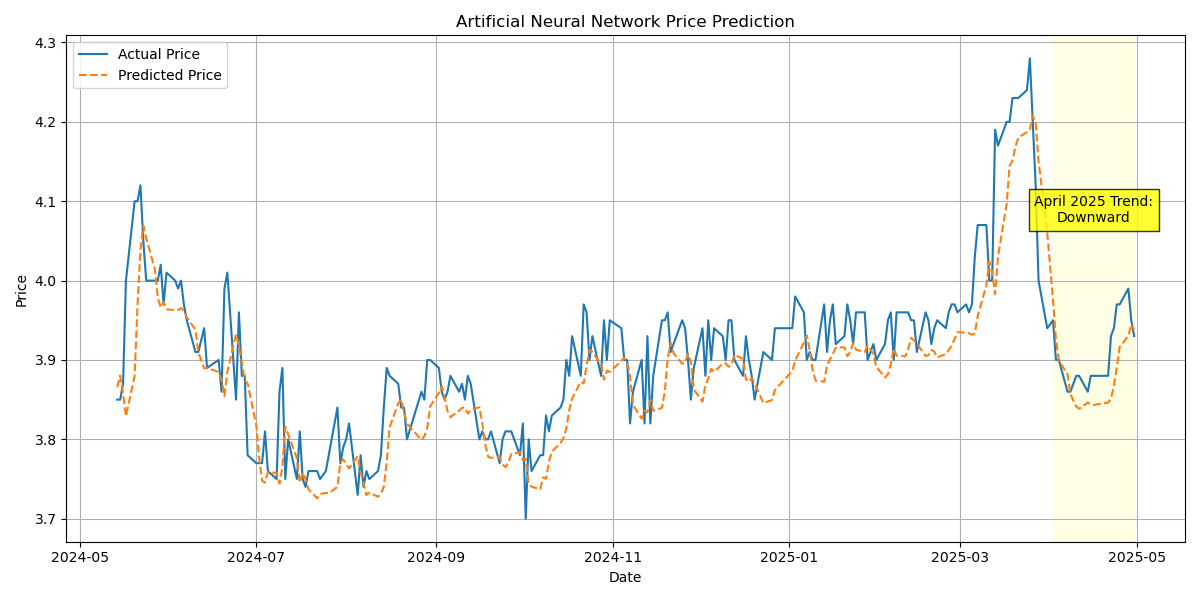 Artificial Neural Network Price Prediction
Actual Price
Predicted Price
4.3
4.2
4.1
4.0
3.9
3.8
3.7
Price
April 2025 Trend:
Downward
2024-05
2024-07
2024-09
2024-11
2025-01
2025-03
2025-05
Date